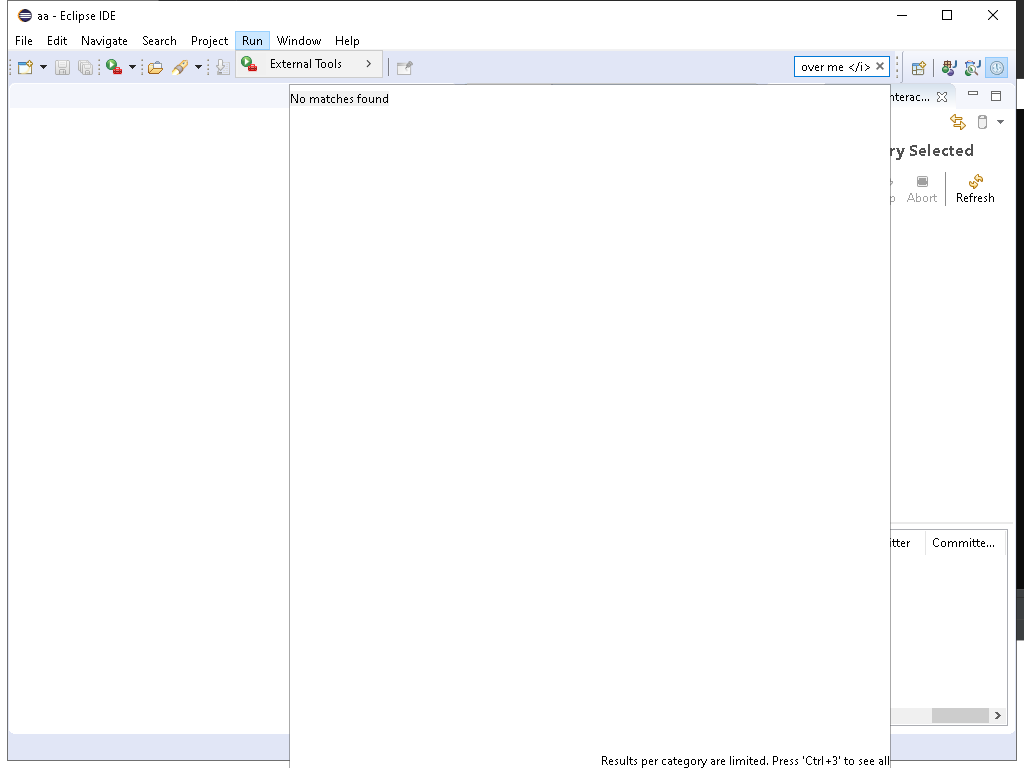 aa - Eclipse IDE
File Edit Navigate Search Project Run Window Help
External Tools
over me </i>
No matches found
nterac...
ry Selected
p Abort Refresh
itter Committe...
Results per category are limited. Press 'Ctrl+3' to see all